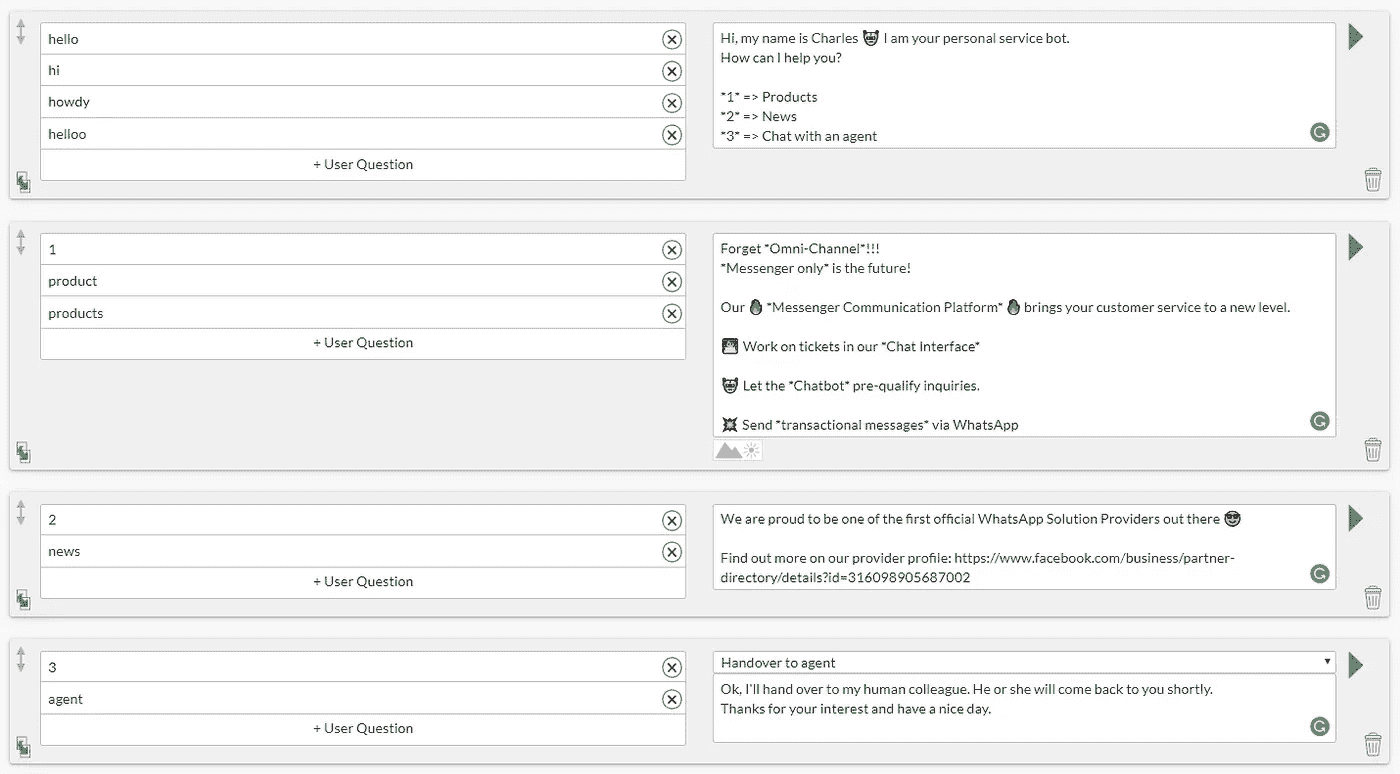 hello
hi
howdy
helloo
+ User Question
Hi, my name is Charles I am your personal service bot.
How can I help you?
*1* => Products
*2* => News
*3* => Chat with an agent
1
product
products
+ User Question
Forget *Omni-Channel*!!!
*Messenger only* is the future!
Our *Messenger Communication Platform* brings your customer service to a new level.
Work on tickets in our *Chat Interface*
Let the *Chatbot* pre-qualify inquiries.
Send *transactional messages* via WhatsApp
2
news
+ User Question
We are proud to be one of the first official WhatsApp Solution Providers out there
Find out more on our provider profile: https://www.facebook.com/business/partner-
directory/details?id=316098905687002
3
agent
+ User Question
Handover to agent
Ok, I'll hand over to my human colleague. He or she will come back to you shortly.
Thanks for your interest and have a nice day.